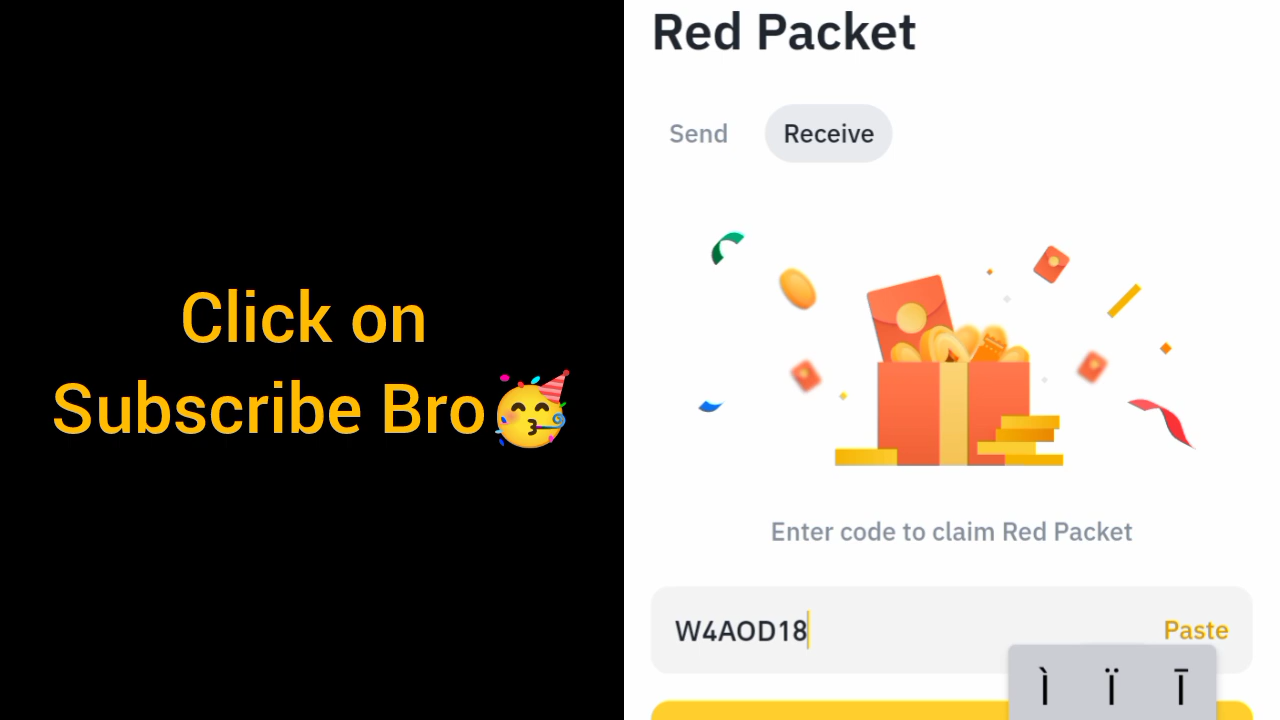 Click on
Subscribe Bro🥳
Red Packet
Send
Receive
Enter code to claim Red Packet
W4AOD18
Paste
Ì Ï Ī